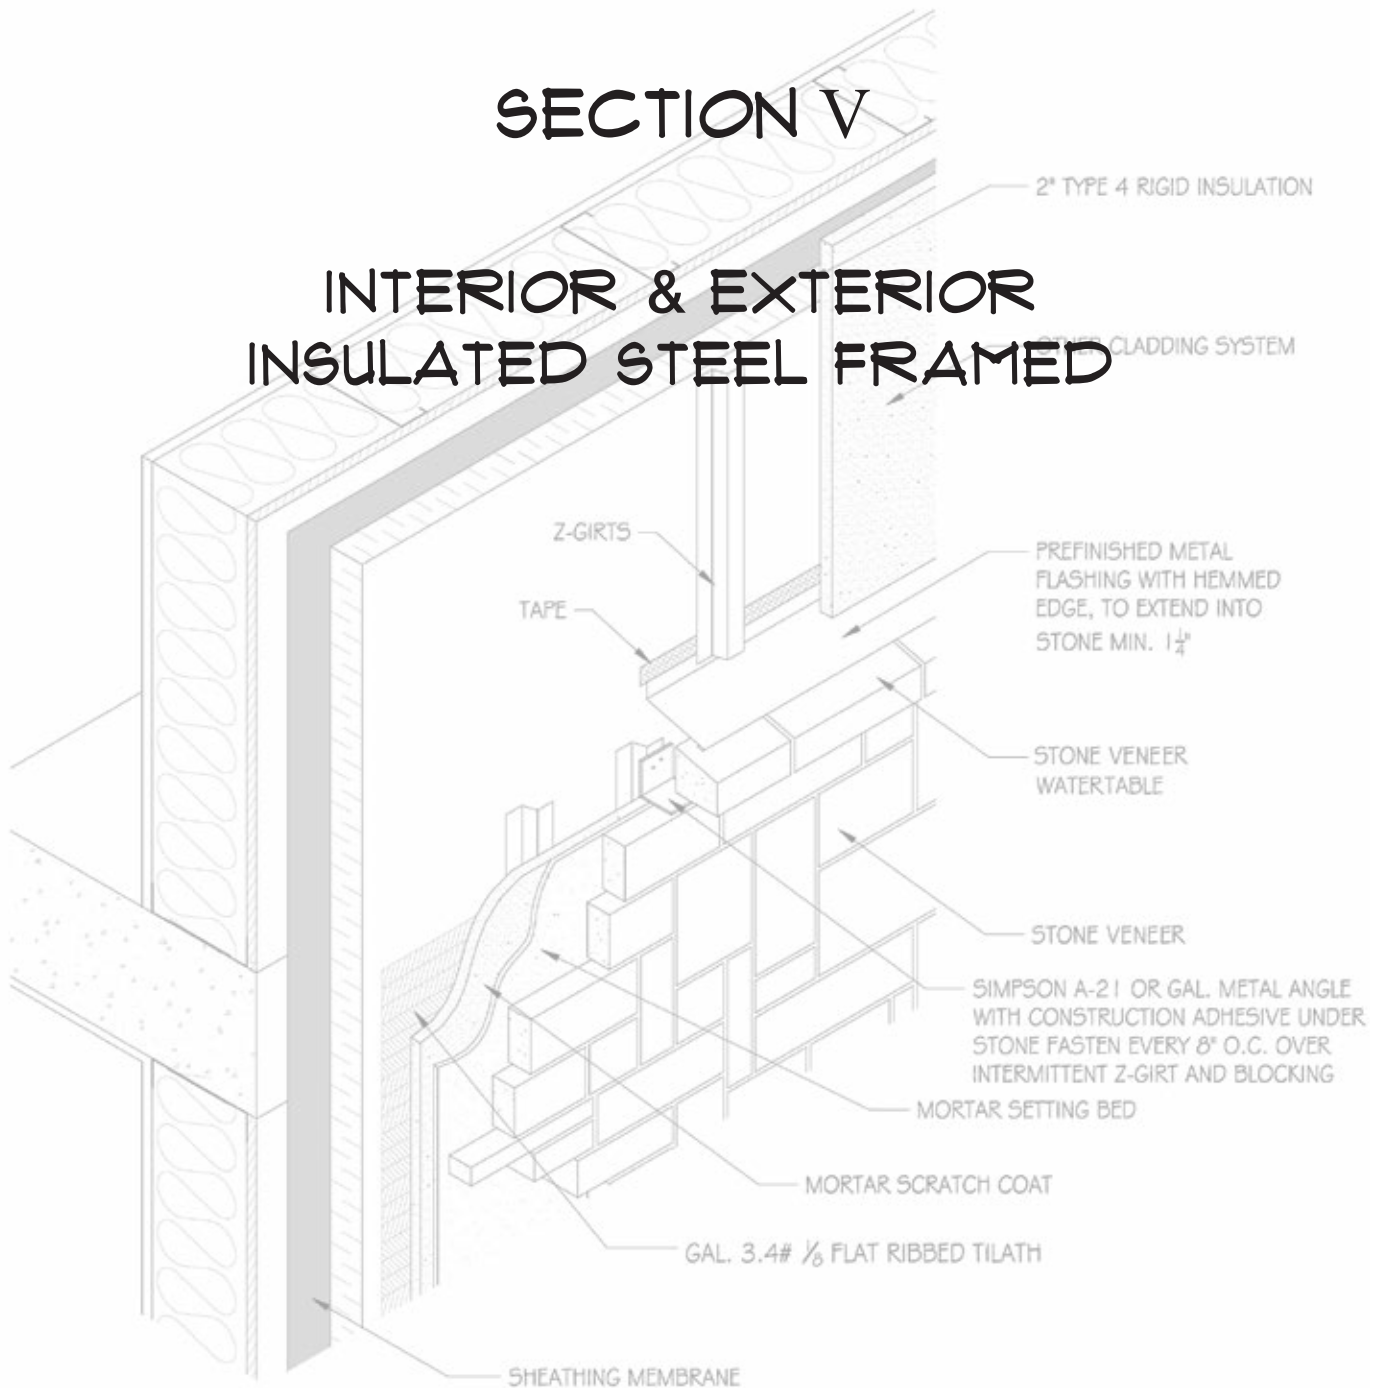 SECTION V
2" TYPE 4 RIGID INSULATION
INTERIOR & EXTERIOR
INSULATED STEEL FRAMED
OTHER CLADDING SYSTEM
Z-GIRTS
TAPE
PREFINISHED METAL
FLASHING WITH HEMMED
EDGE, TO EXTEND INTO
STONE MIN. 1 1/4"
STONE VENEER
WATERTABLE
STONE VENEER
SIMPSON A-21 OR GAL. METAL ANGLE
WITH CONSTRUCTION ADHESIVE UNDER
STONE FASTEN EVERY 8" O.C. OVER
INTERMITTENT Z-GIRT AND BLOCKING
MORTAR SETTING BED
MORTAR SCRATCH COAT
GAL. 3.4# 1/8 FLAT RIBBED TILATH
SHEATHING MEMBRANE